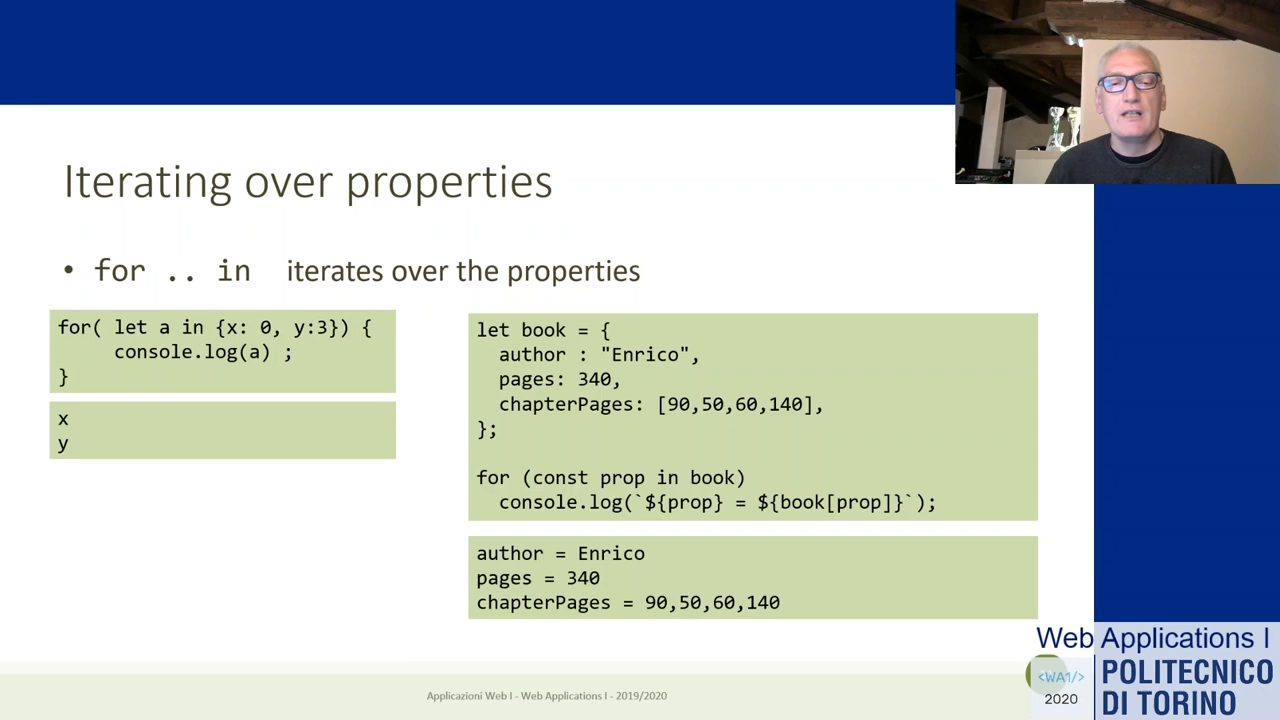 Iterating over properties
• for .. in iterates over the properties
for( let a in {x: 0, y:3}) {
console.log(a) ;
}
x
y
let book = {
author : "Enrico",
pages: 340,
chapterPages: [90,50,60,140],
};
for (const prop in book)
console.log(`${prop} = ${book[prop]}`);
author = Enrico
pages = 340
chapterPages = 90,50,60,140
Applicazioni Web I - Web Applications I - 2019/2020
Web Applications I
<WA1/>
2020
POLITECNICO
DI TORINO